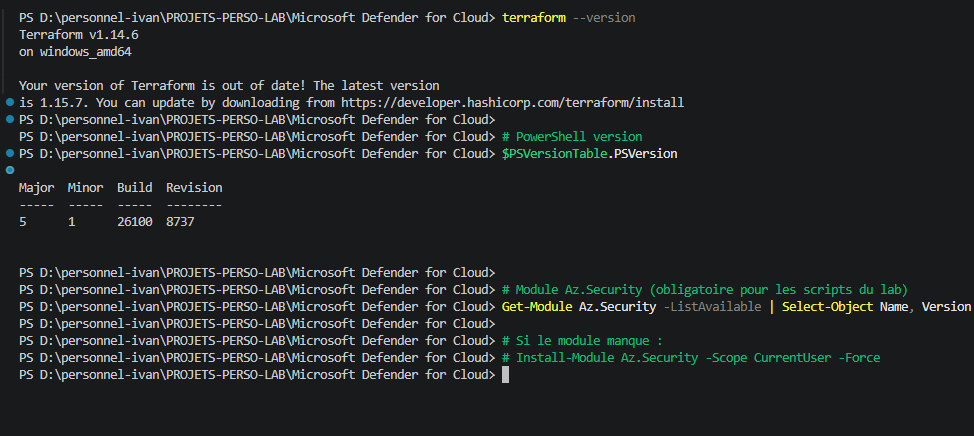 PS D:\personnel-ivan\PROJETS-PERSO-LAB\Microsoft Defender for Cloud> terraform --version
Terraform v1.14.6
on windows_amd64
Your version of Terraform is out of date! The latest version
is 1.15.7. You can update by downloading from https://developer.hashicorp.com/terraform/install
PS D:\personnel-ivan\PROJETS-PERSO-LAB\Microsoft Defender for Cloud>
PS D:\personnel-ivan\PROJETS-PERSO-LAB\Microsoft Defender for Cloud> # PowerShell version
PS D:\personnel-ivan\PROJETS-PERSO-LAB\Microsoft Defender for Cloud> $PSVersionTable.PSVersion
Major  Minor  Build  Revision
-----  -----  -----  --------
5      1      26100  8737
PS D:\personnel-ivan\PROJETS-PERSO-LAB\Microsoft Defender for Cloud>
PS D:\personnel-ivan\PROJETS-PERSO-LAB\Microsoft Defender for Cloud> # Module Az.Security (obligatoire pour les scripts du lab)
PS D:\personnel-ivan\PROJETS-PERSO-LAB\Microsoft Defender for Cloud> Get-Module Az.Security -ListAvailable | Select-Object Name, Version
PS D:\personnel-ivan\PROJETS-PERSO-LAB\Microsoft Defender for Cloud>
PS D:\personnel-ivan\PROJETS-PERSO-LAB\Microsoft Defender for Cloud> # Si le module manque :
PS D:\personnel-ivan\PROJETS-PERSO-LAB\Microsoft Defender for Cloud> # Install-Module Az.Security -Scope CurrentUser -Force
PS D:\personnel-ivan\PROJETS-PERSO-LAB\Microsoft Defender for Cloud>